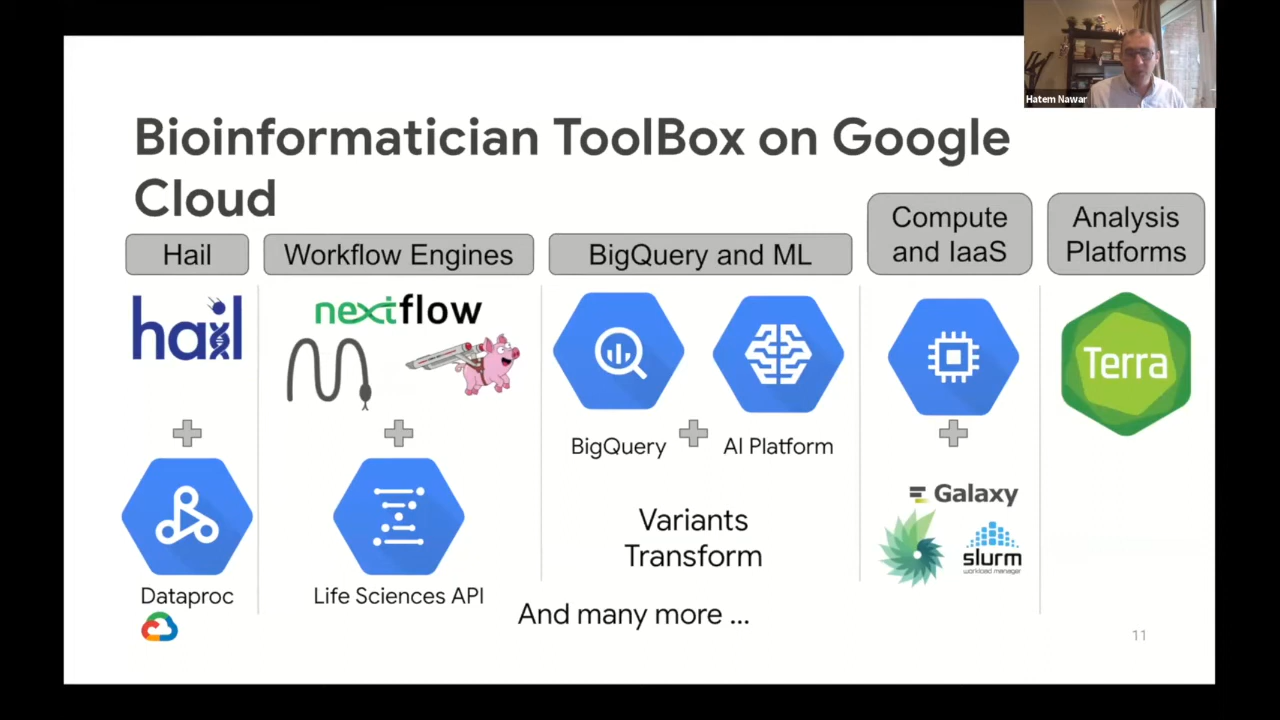 Hatem Nawar
Bioinformatician ToolBox on Google
Cloud
Hail
Workflow Engines
BigQuery and ML
Compute
and IaaS
Analysis
Platforms
hail
nextflow
Terra
BigQuery
AI Platform
Galaxy
Variants
Transform
slurm
workload manager
Dataproc
Life Sciences API
And many more ...
11